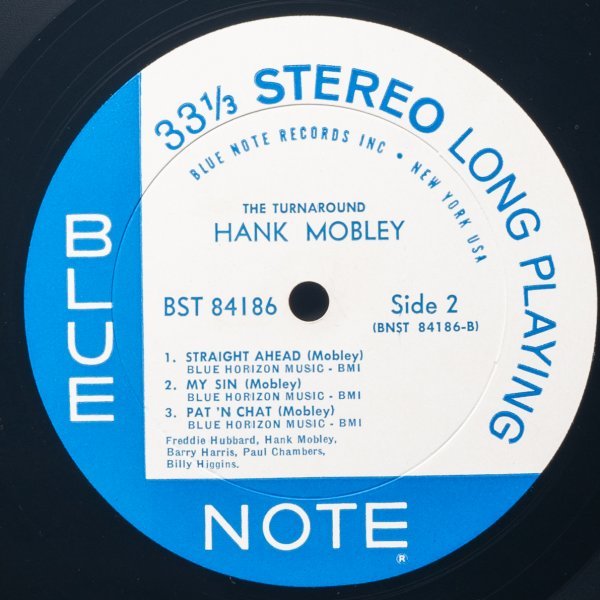 33⅓ STEREO LONG PLAYING
BLUE NOTE RECORDS INC • NEW YORK USA
THE TURNAROUND
HANK MOBLEY
BST 84186
Side 2
(BNST 84186-B)
1. STRAIGHT AHEAD (Mobley)
BLUE HORIZON MUSIC - BMI
2. MY SIN (Mobley)
BLUE HORIZON MUSIC - BMI
3. PAT 'N CHAT (Mobley)
BLUE HORIZON MUSIC - BMI
Freddie Hubbard, Hank Mobley,
Barry Harris, Paul Chambers,
Billy Higgins.
BLUE
NOTE ®